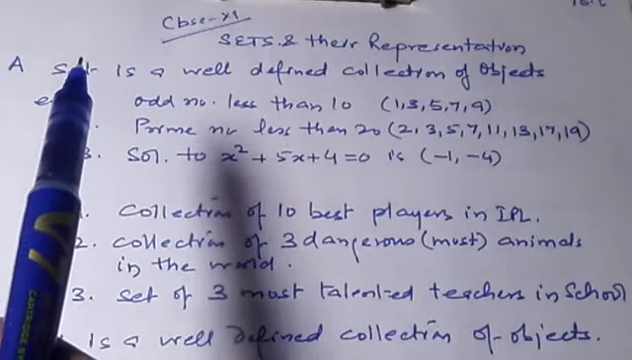 Cbse-XI
SETS & their Representation
A Set is a well defined collection of objects
odd no. less than 10 (1,3,5,7,9)
Prime no less than 20 (2,3,5,7,11,13,17,19)
3. Sol. to x² + 5x + 4 = 0 is (-1, -4)
1. Collection of 10 best players in IPL.
2. collection of 3 dangerous (most) animals
in the world.
3. Set of 3 most talented teachers in School
is a well defined collection of objects.
V7
CARTRIDGE